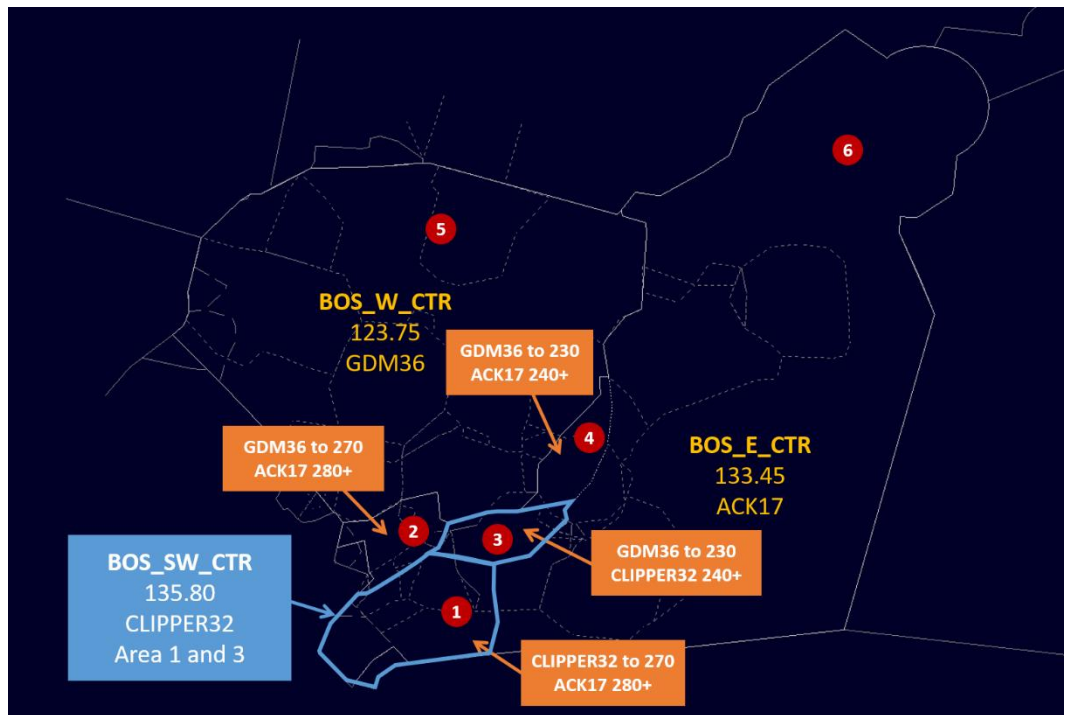 6
5
BOS_W_CTR
123.75
GDM36
GDM36 to 230
ACK17 240+
4
GDM36 to 270
ACK17 280+
BOS_E_CTR
133.45
ACK17
2
3
BOS_SW_CTR
135.80
CLIPPER32
Area 1 and 3
GDM36 to 230
CLIPPER32 240+
1
CLIPPER32 to 270
ACK17 280+